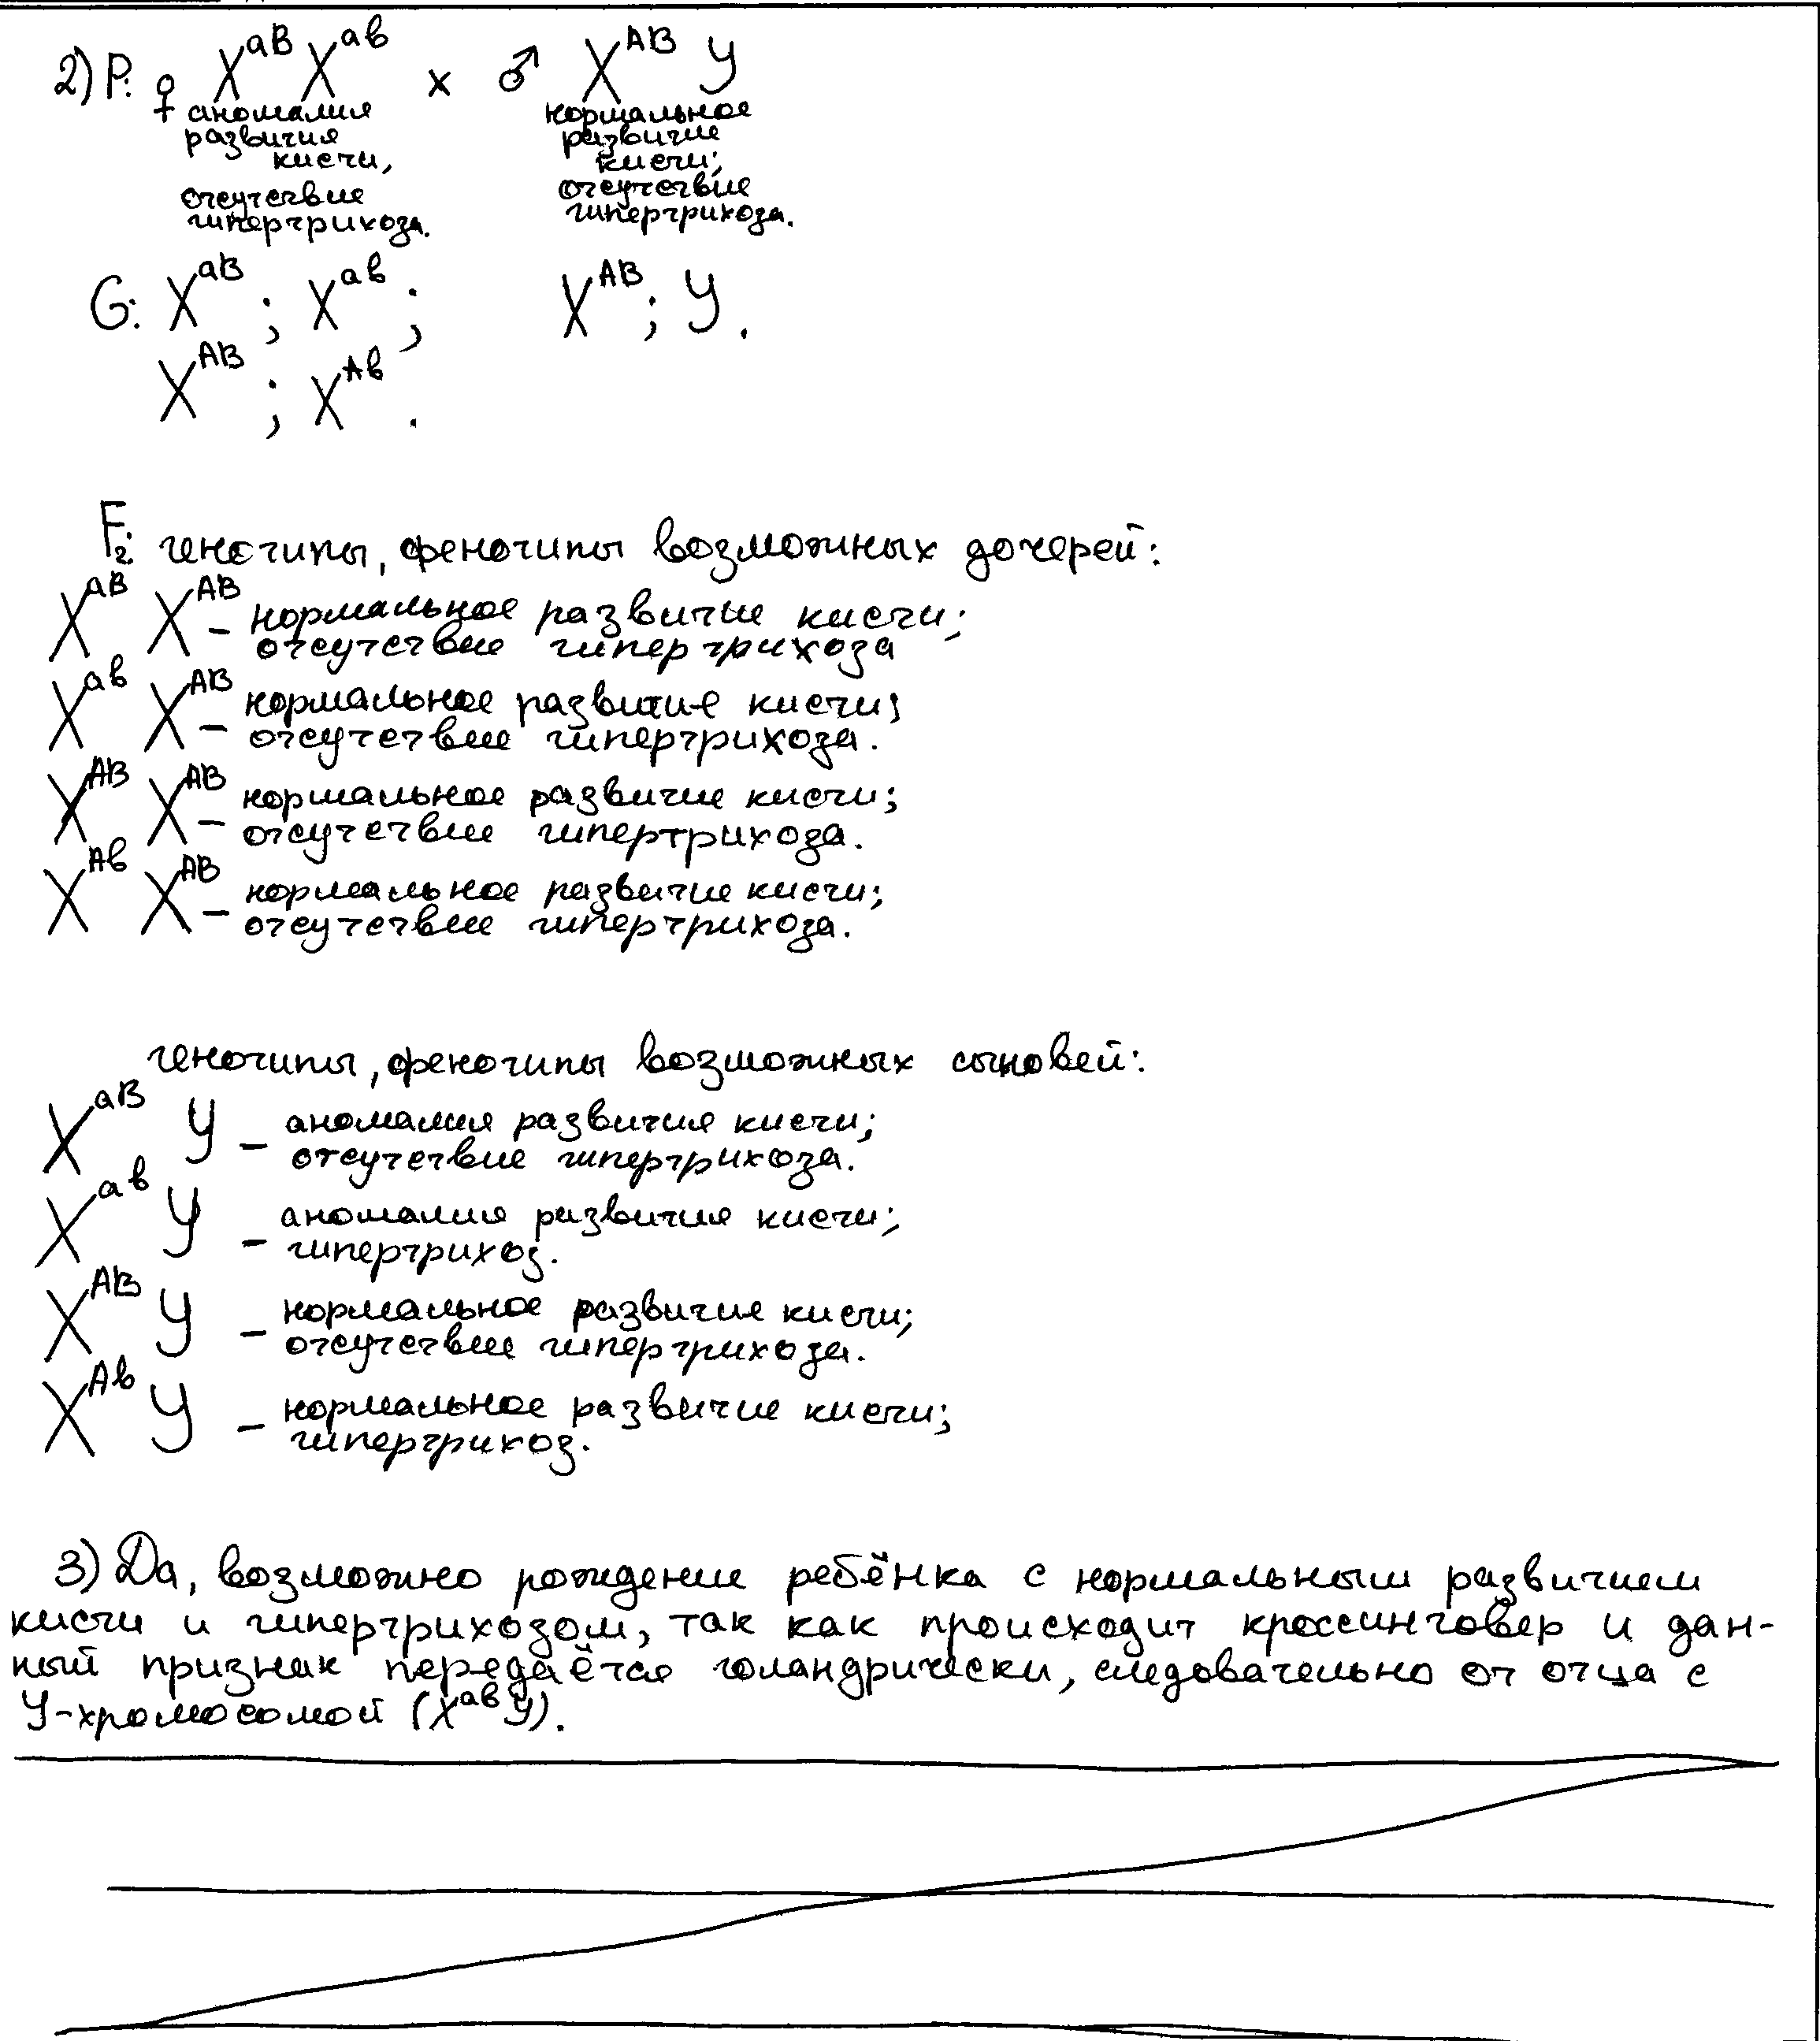 2) P: ♀ X^aB X^ab × ♂ X^AB У
аномалия нормальное
развития развитие
кисти, кисти;
отсутствие отсутствие
гипертрихоза. гипертрихоза.
G: X^aB ; X^ab ; X^AB ; У.
X^AB ; X^Ab .
F₂: генотипы, фенотипы возможных дочерей:
X^aB X^AB – нормальное развитие кисти;
отсутствие гипертрихоза
X^ab X^AB – нормальное развитие кисти;
отсутствие гипертрихоза.
X^AB X^AB – нормальное развитие кисти;
отсутствие гипертрихоза.
X^Ab X^AB – нормальное развитие кисти;
отсутствие гипертрихоза.
генотипы, фенотипы возможных сыновей:
X^aB У – аномалия развития кисти;
отсутствие гипертрихоза.
X^ab У – аномалия развития кисти;
гипертрихоз.
X^AB У – нормальное развитие кисти;
отсутствие гипертрихоза.
X^Ab У – нормальное развитие кисти;
гипертрихоз.
3) Да, возможно рождение ребёнка с нормальным развитием
кисти и гипертрихозом, так как происходит кроссинговер и дан-
ный признак передаётся голандрически, следовательно от отца с
У-хромосомой (X^ab У).